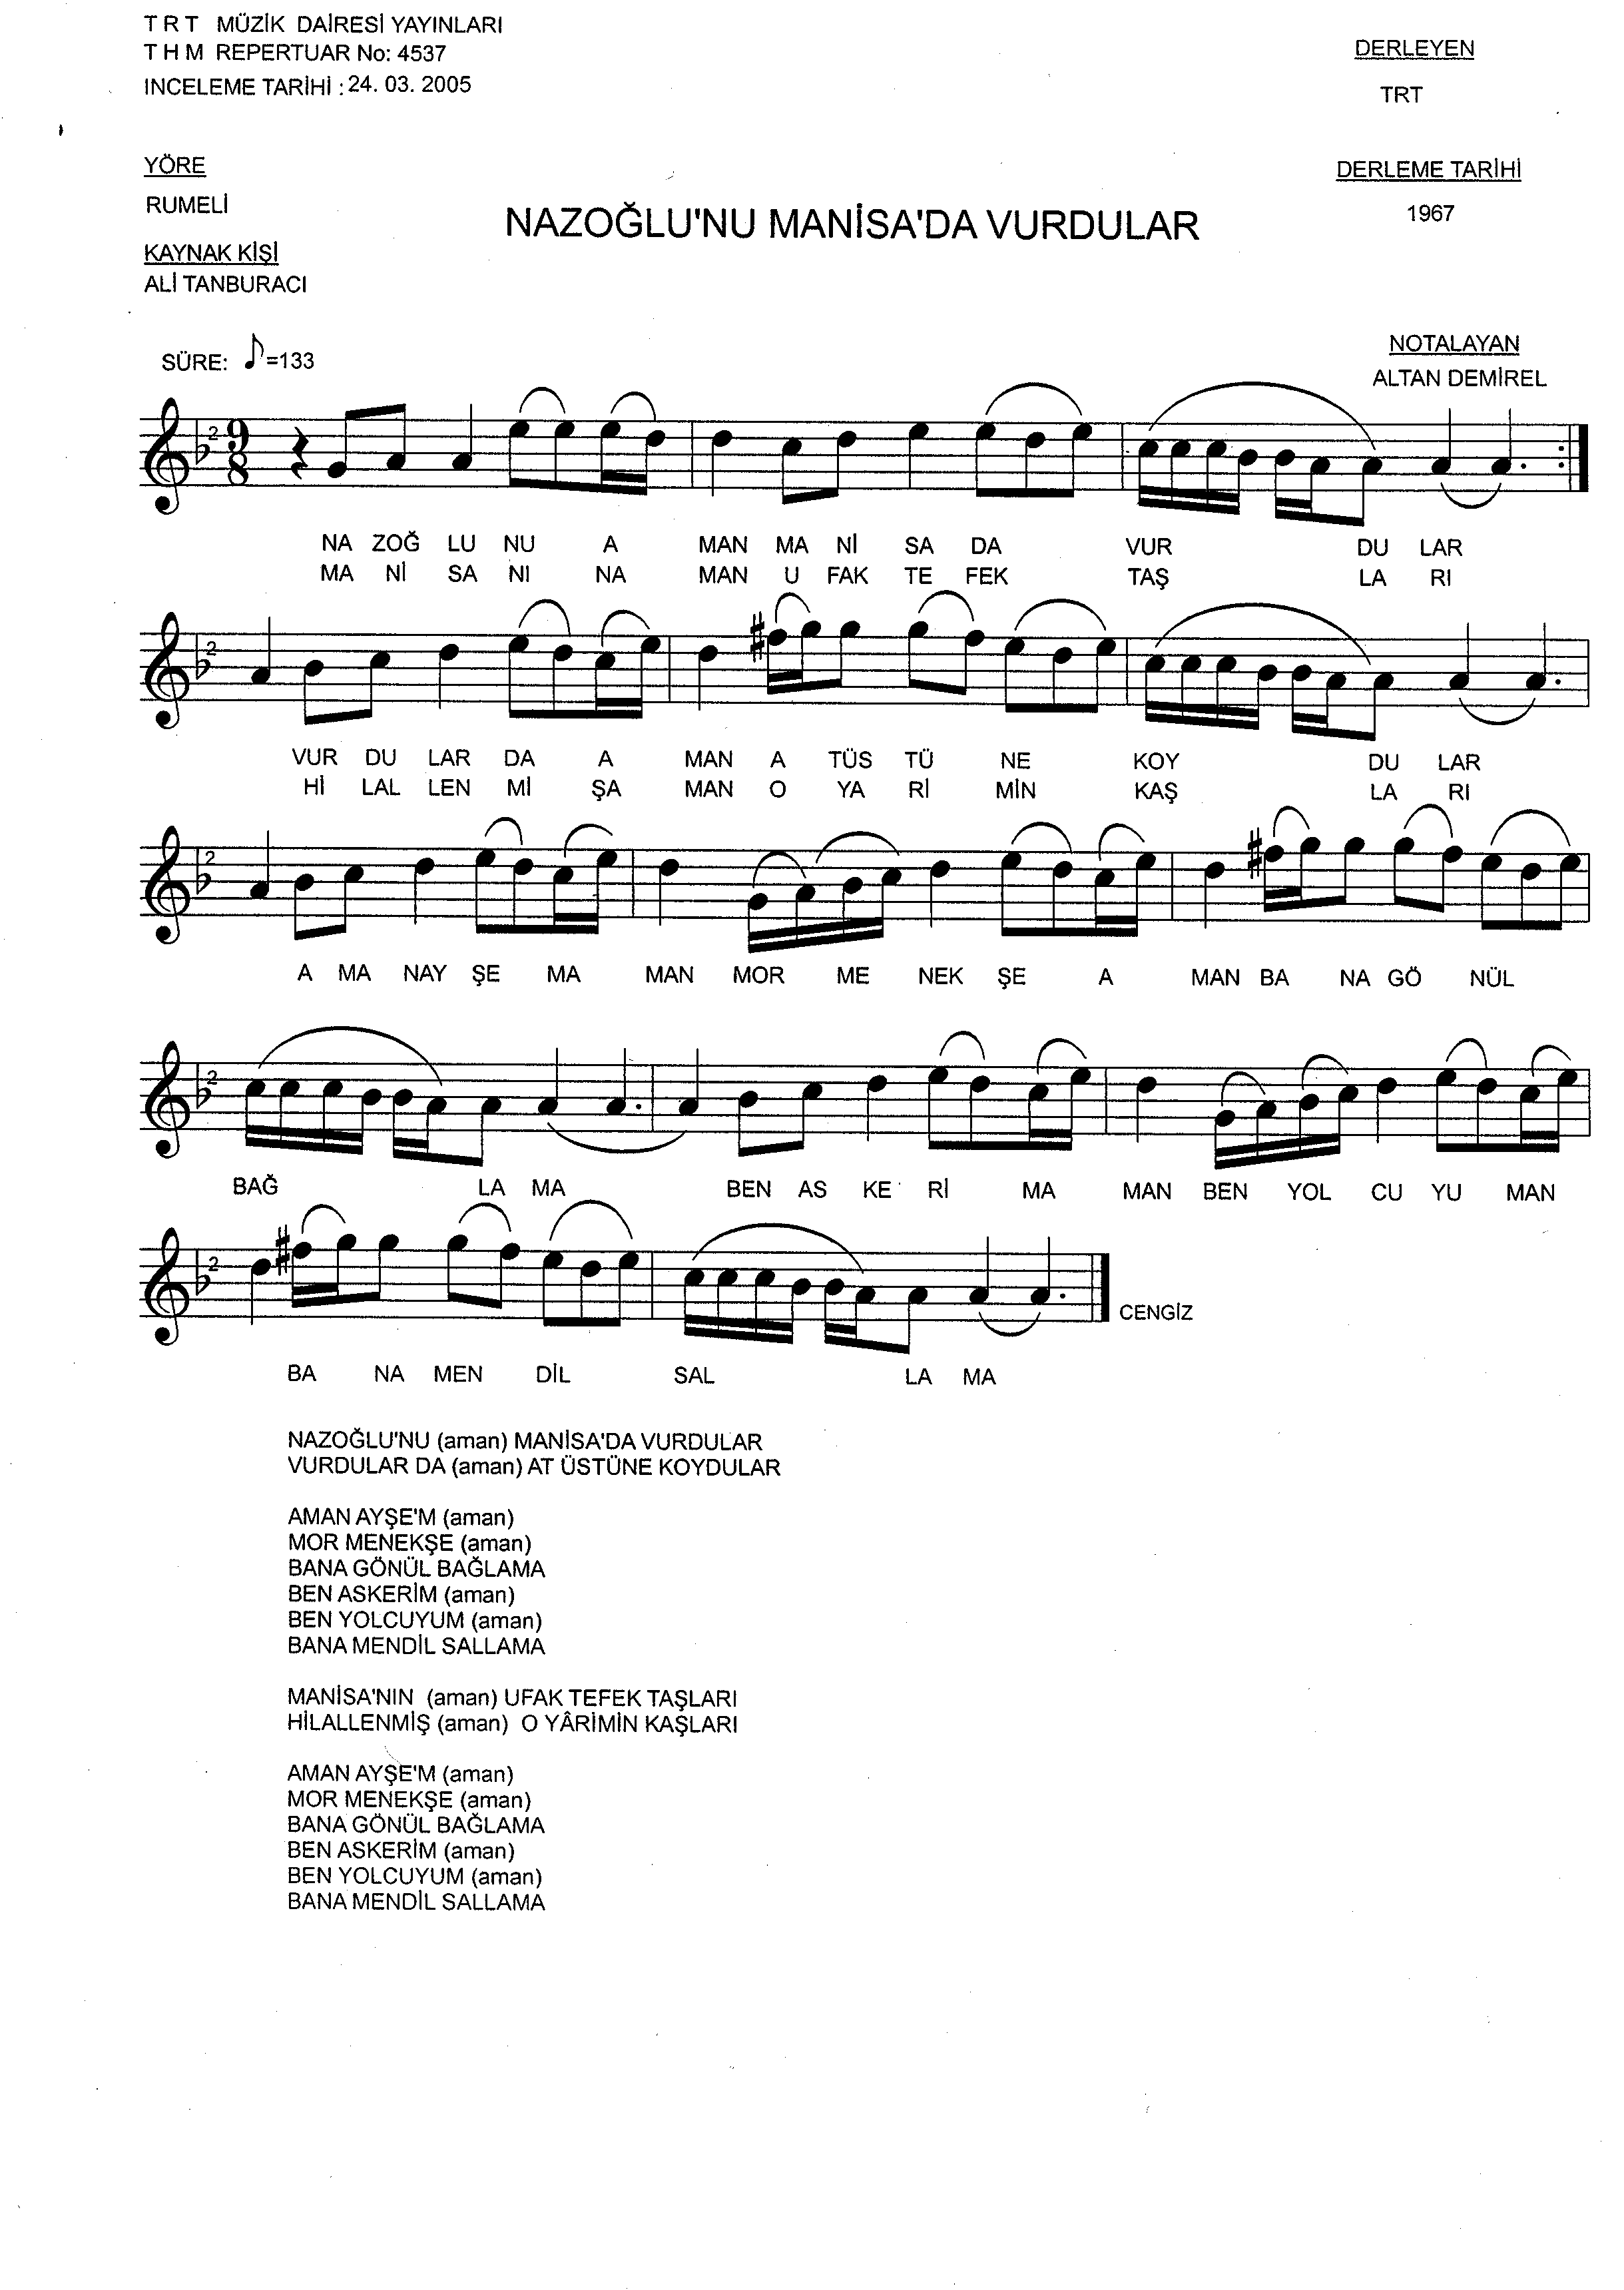 T R T MÜZİK DAİRESİ YAYINLARI
T H M REPERTUAR No: 4537
INCELEME TARİHİ : 24. 03. 2005
DERLEYEN
TRT
YÖRE
RUMELİ
DERLEME TARİHİ
1967
NAZOĞLU'NU MANİSA'DA VURDULAR
KAYNAK KİŞİ
ALİ TANBURACI
SÜRE: ♪=133
NOTALAYAN
ALTAN DEMİREL
2 9 8
NA ZOĞ LU NU A MAN MA Nİ SA DA VUR DU LAR
MA Nİ SA NI NA MAN U FAK TE FEK TAŞ LA RI
2
VUR DU LAR DA A MAN A TÜS TÜ NE KOY DU LAR
Hİ LAL LEN Mİ ŞA MAN O YA Rİ MİN KAŞ LA RI
2
A MA NAY ŞE MA MAN MOR ME NEK ŞE A MAN BA NA GÖ NÜL
2
BAĞ LA MA BEN AS KE Rİ MA MAN BEN YOL CU YU MAN
2
CENGİZ
BA NA MEN DİL SAL LA MA
NAZOĞLU'NU (aman) MANİSA'DA VURDULAR
VURDULAR DA (aman) AT ÜSTÜNE KOYDULAR
AMAN AYŞE'M (aman)
MOR MENEKŞE (aman)
BANA GÖNÜL BAĞLAMA
BEN ASKERİM (aman)
BEN YOLCUYUM (aman)
BANA MENDİL SALLAMA
MANİSA'NIN (aman) UFAK TEFEK TAŞLARI
HİLALLENMİŞ (aman) O YÂRİMİN KAŞLARI
AMAN AYŞE'M (aman)
MOR MENEKŞE (aman)
BANA GÖNÜL BAĞLAMA
BEN ASKERİM (aman)
BEN YOLCUYUM (aman)
BANA MENDİL SALLAMA